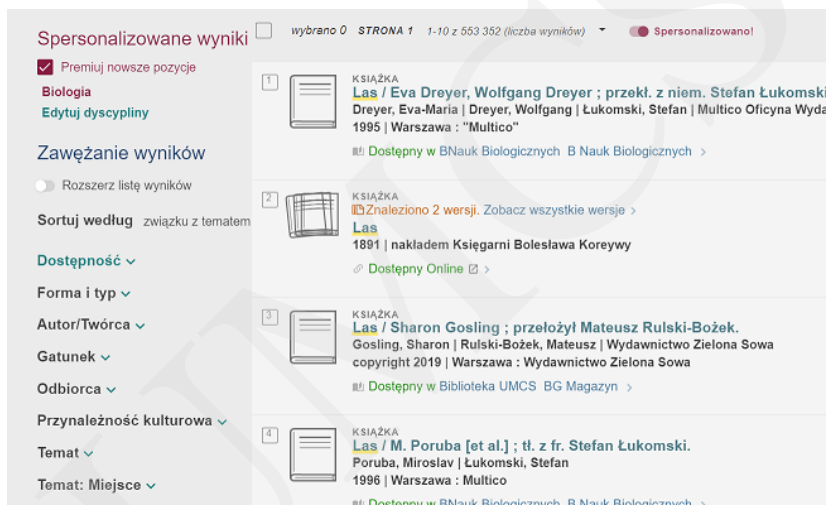 Spersonalizowane wyniki
Premiuj nowsze pozycje
Biologia
Edytuj dyscypliny
Zawężanie wyników
Rozszerz listę wyników
Sortuj według związku z tematem
Dostępność
Forma i typ
Autor/Twórca
Gatunek
Odbiorca
Przynależność kulturowa
Temat
Temat: Miejsce
wybrano 0 STRONA 1 1-10 z 553 352 (liczba wyników) Spersonalizowano!
1
KSIĄŻKA
Las / Eva Dreyer, Wolfgang Dreyer ; przekł. z niem. Stefan Łukomski
Dreyer, Eva-Maria | Dreyer, Wolfgang | Łukomski, Stefan | Multico Oficyna Wyda
1995 | Warszawa : "Multico"
Dostępny w BNauk Biologicznych B Nauk Biologicznych >
2
KSIĄŻKA
Znaleziono 2 wersji. Zobacz wszystkie wersje >
Las
1891 | nakładem Księgarni Bolesława Koreywy
Dostępny Online >
3
KSIĄŻKA
Las / Sharon Gosling ; przełożył Mateusz Rulski-Bożek.
Gosling, Sharon | Rulski-Bożek, Mateusz | Wydawnictwo Zielona Sowa
copyright 2019 | Warszawa : Wydawnictwo Zielona Sowa
Dostępny w Biblioteka UMCS BG Magazyn >
4
KSIĄŻKA
Las / M. Poruba [et al.] ; tł. z fr. Stefan Łukomski.
Poruba, Miroslav | Łukomski, Stefan
1996 | Warszawa : Multico
Dostępny w BNauk Biologicznych B Nauk Biologicznych >
UMCS